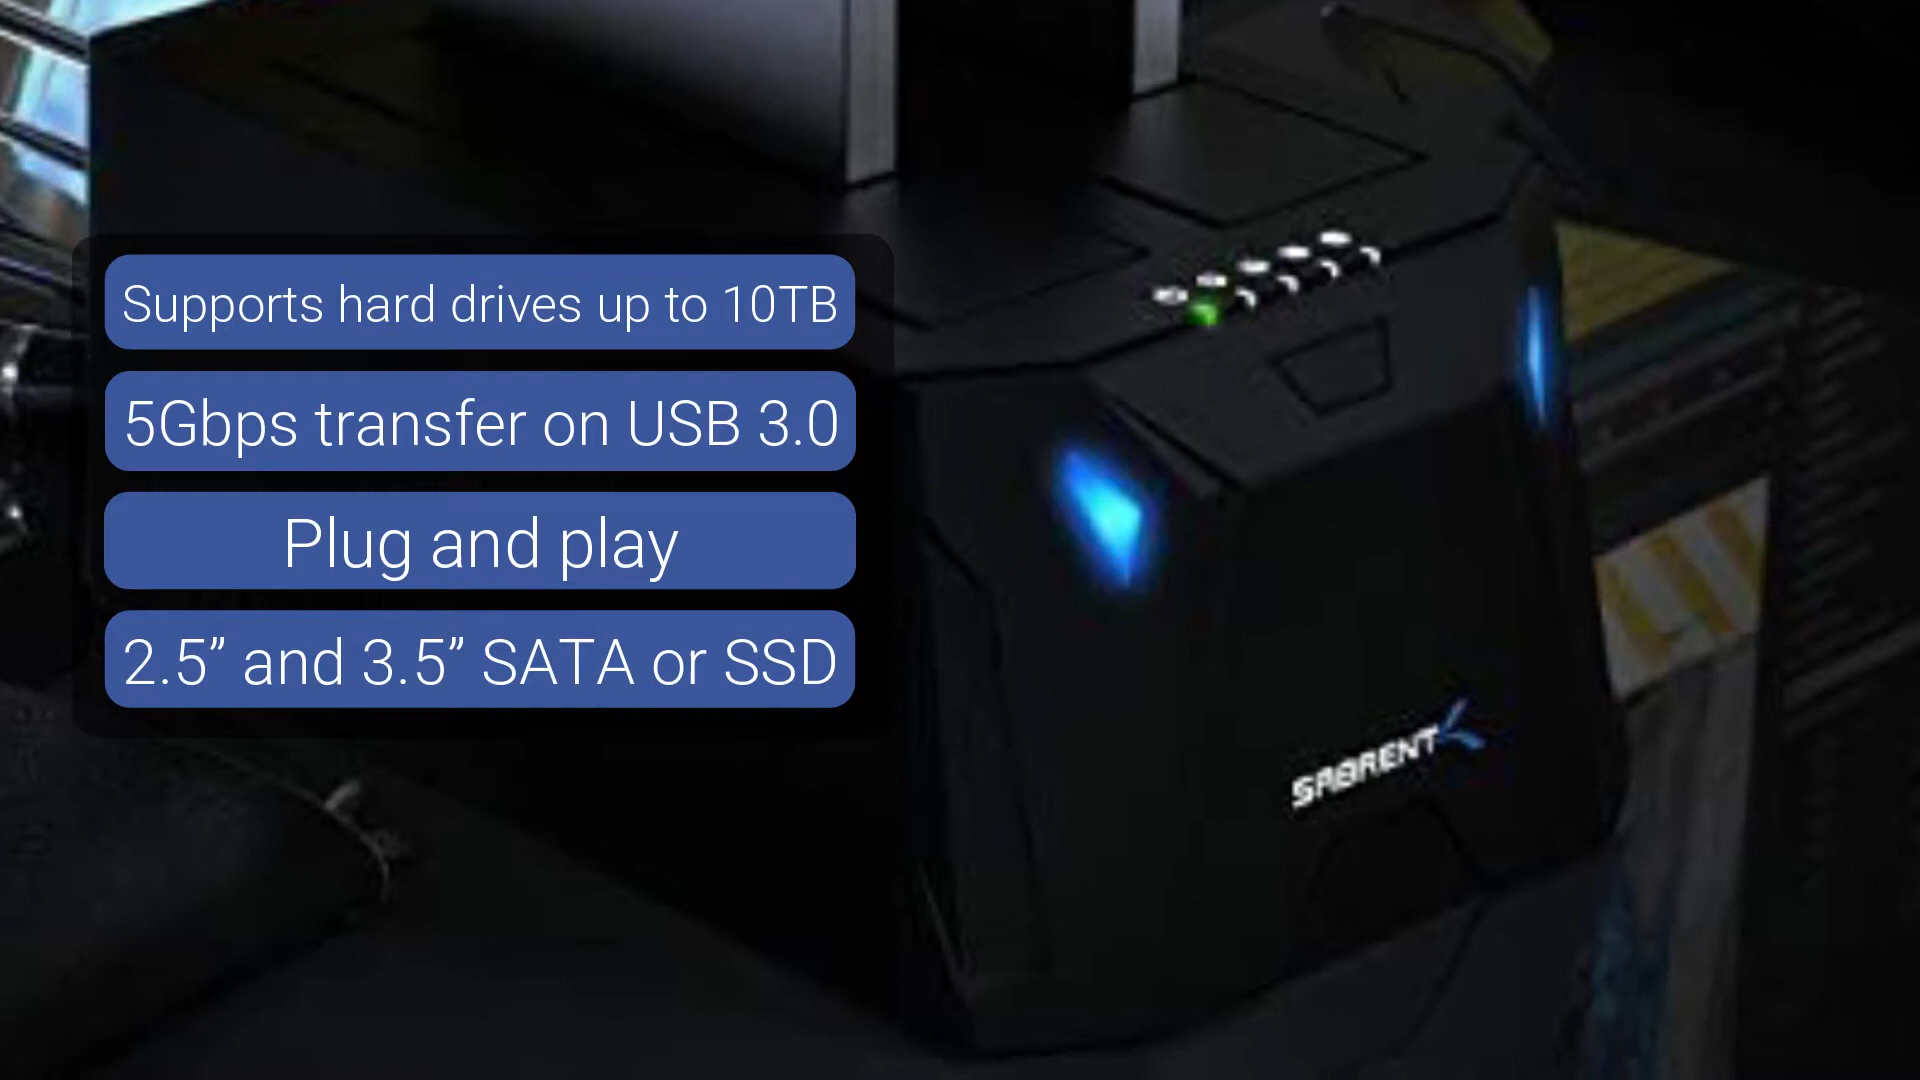 Supports hard drives up to 10TB
5Gbps transfer on USB 3.0
Plug and play
2.5” and 3.5” SATA or SSD
SABRENT